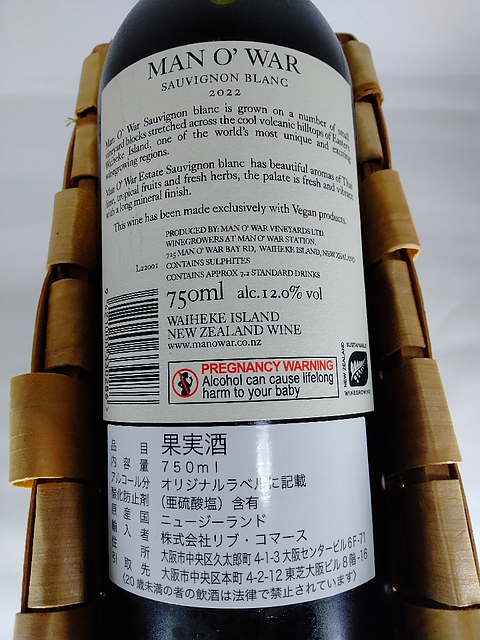 MAN O' WAR
SAUVIGNON BLANC
2022
Man O' War Sauvignon blanc is grown on a number of small
vineyard blocks stretched across the cool volcanic hilltops of Eastern
Waiheke Island, one of the world's most unique and exciting
winegrowing regions.
Man O' War Estate Sauvignon blanc has beautiful aromas of Thai
lime, tropical fruits and fresh herbs, the palate is fresh and vibrant
with a long mineral finish.
This wine has been made exclusively with Vegan products.
PRODUCED BY: MAN O' WAR VINEYARDS LTD
WINEGROWERS AT MAN O' WAR STATION.
725 MAN O' WAR BAY RD, WAIHEKE ISLAND, NEW ZEALAND
L22001 CONTAINS SULPHITES
CONTAINS APPROX 7.2 STANDARD DRINKS
750ml alc.12.0% vol
WAIHEKE ISLAND
NEW ZEALAND WINE
www.manowar.co.nz
PREGNANCY WARNING
Alcohol can cause lifelong
harm to your baby
SUSTAINABLE
NEW ZEALAND
WINEGROWING
品目 果実酒
内容量 750ml
アルコール分 オリジナルラベルに記載
酸化防止剤 (亜硫酸塩) 含有
原産国 ニュージーランド
輸入者 株式会社リブ・コマース
住所 大阪市中央区久太郎町4-1-3大阪センタービル6F-71
引取先 大阪市中央区本町4-2-12東芝大阪ビル8階-16
〈20歳未満の者の飲酒は法律で禁止されています〉